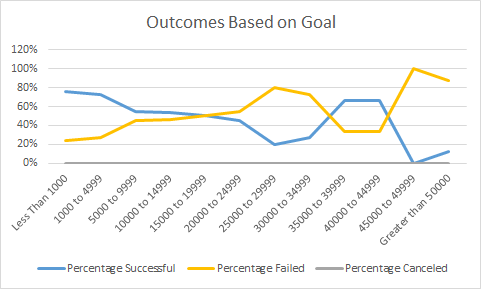 Outcomes Based on Goal
120%
100%
80%
60%
40%
20%
0%
Less Than 1000
1000 to 4999
5000 to 9999
10000 to 14999
15000 to 19999
20000 to 24999
25000 to 29999
30000 to 34999
35000 to 39999
40000 to 44999
45000 to 49999
Greater than 50000
Percentage Successful
Percentage Failed
Percentage Canceled